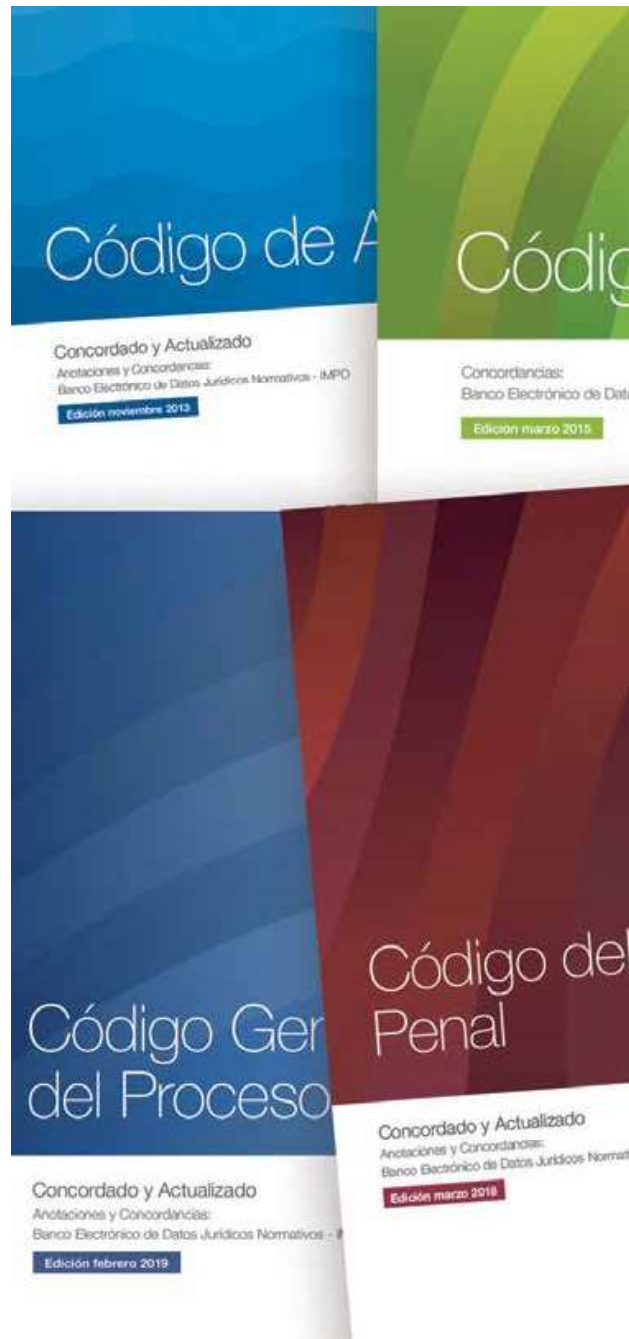 Código de A
Concordado y Actualizado
Anotaciones y Concordancias:
Banco Electrónico de Datos Jurídicos Normativos - IMPO
Edición noviembre 2013
Códig
Concordancias:
Banco Electrónico de Dat
Edición marzo 2015
Código Ger
del Proceso
Concordado y Actualizado
Anotaciones y Concordancias:
Banco Electrónico de Datos Jurídicos Normativos -
Edición febrero 2019
Código del
Penal
Concordado y Actualizado
Anotaciones y Concordancias:
Banco Electrónico de Datos Jurídicos Normat
Edición marzo 2018